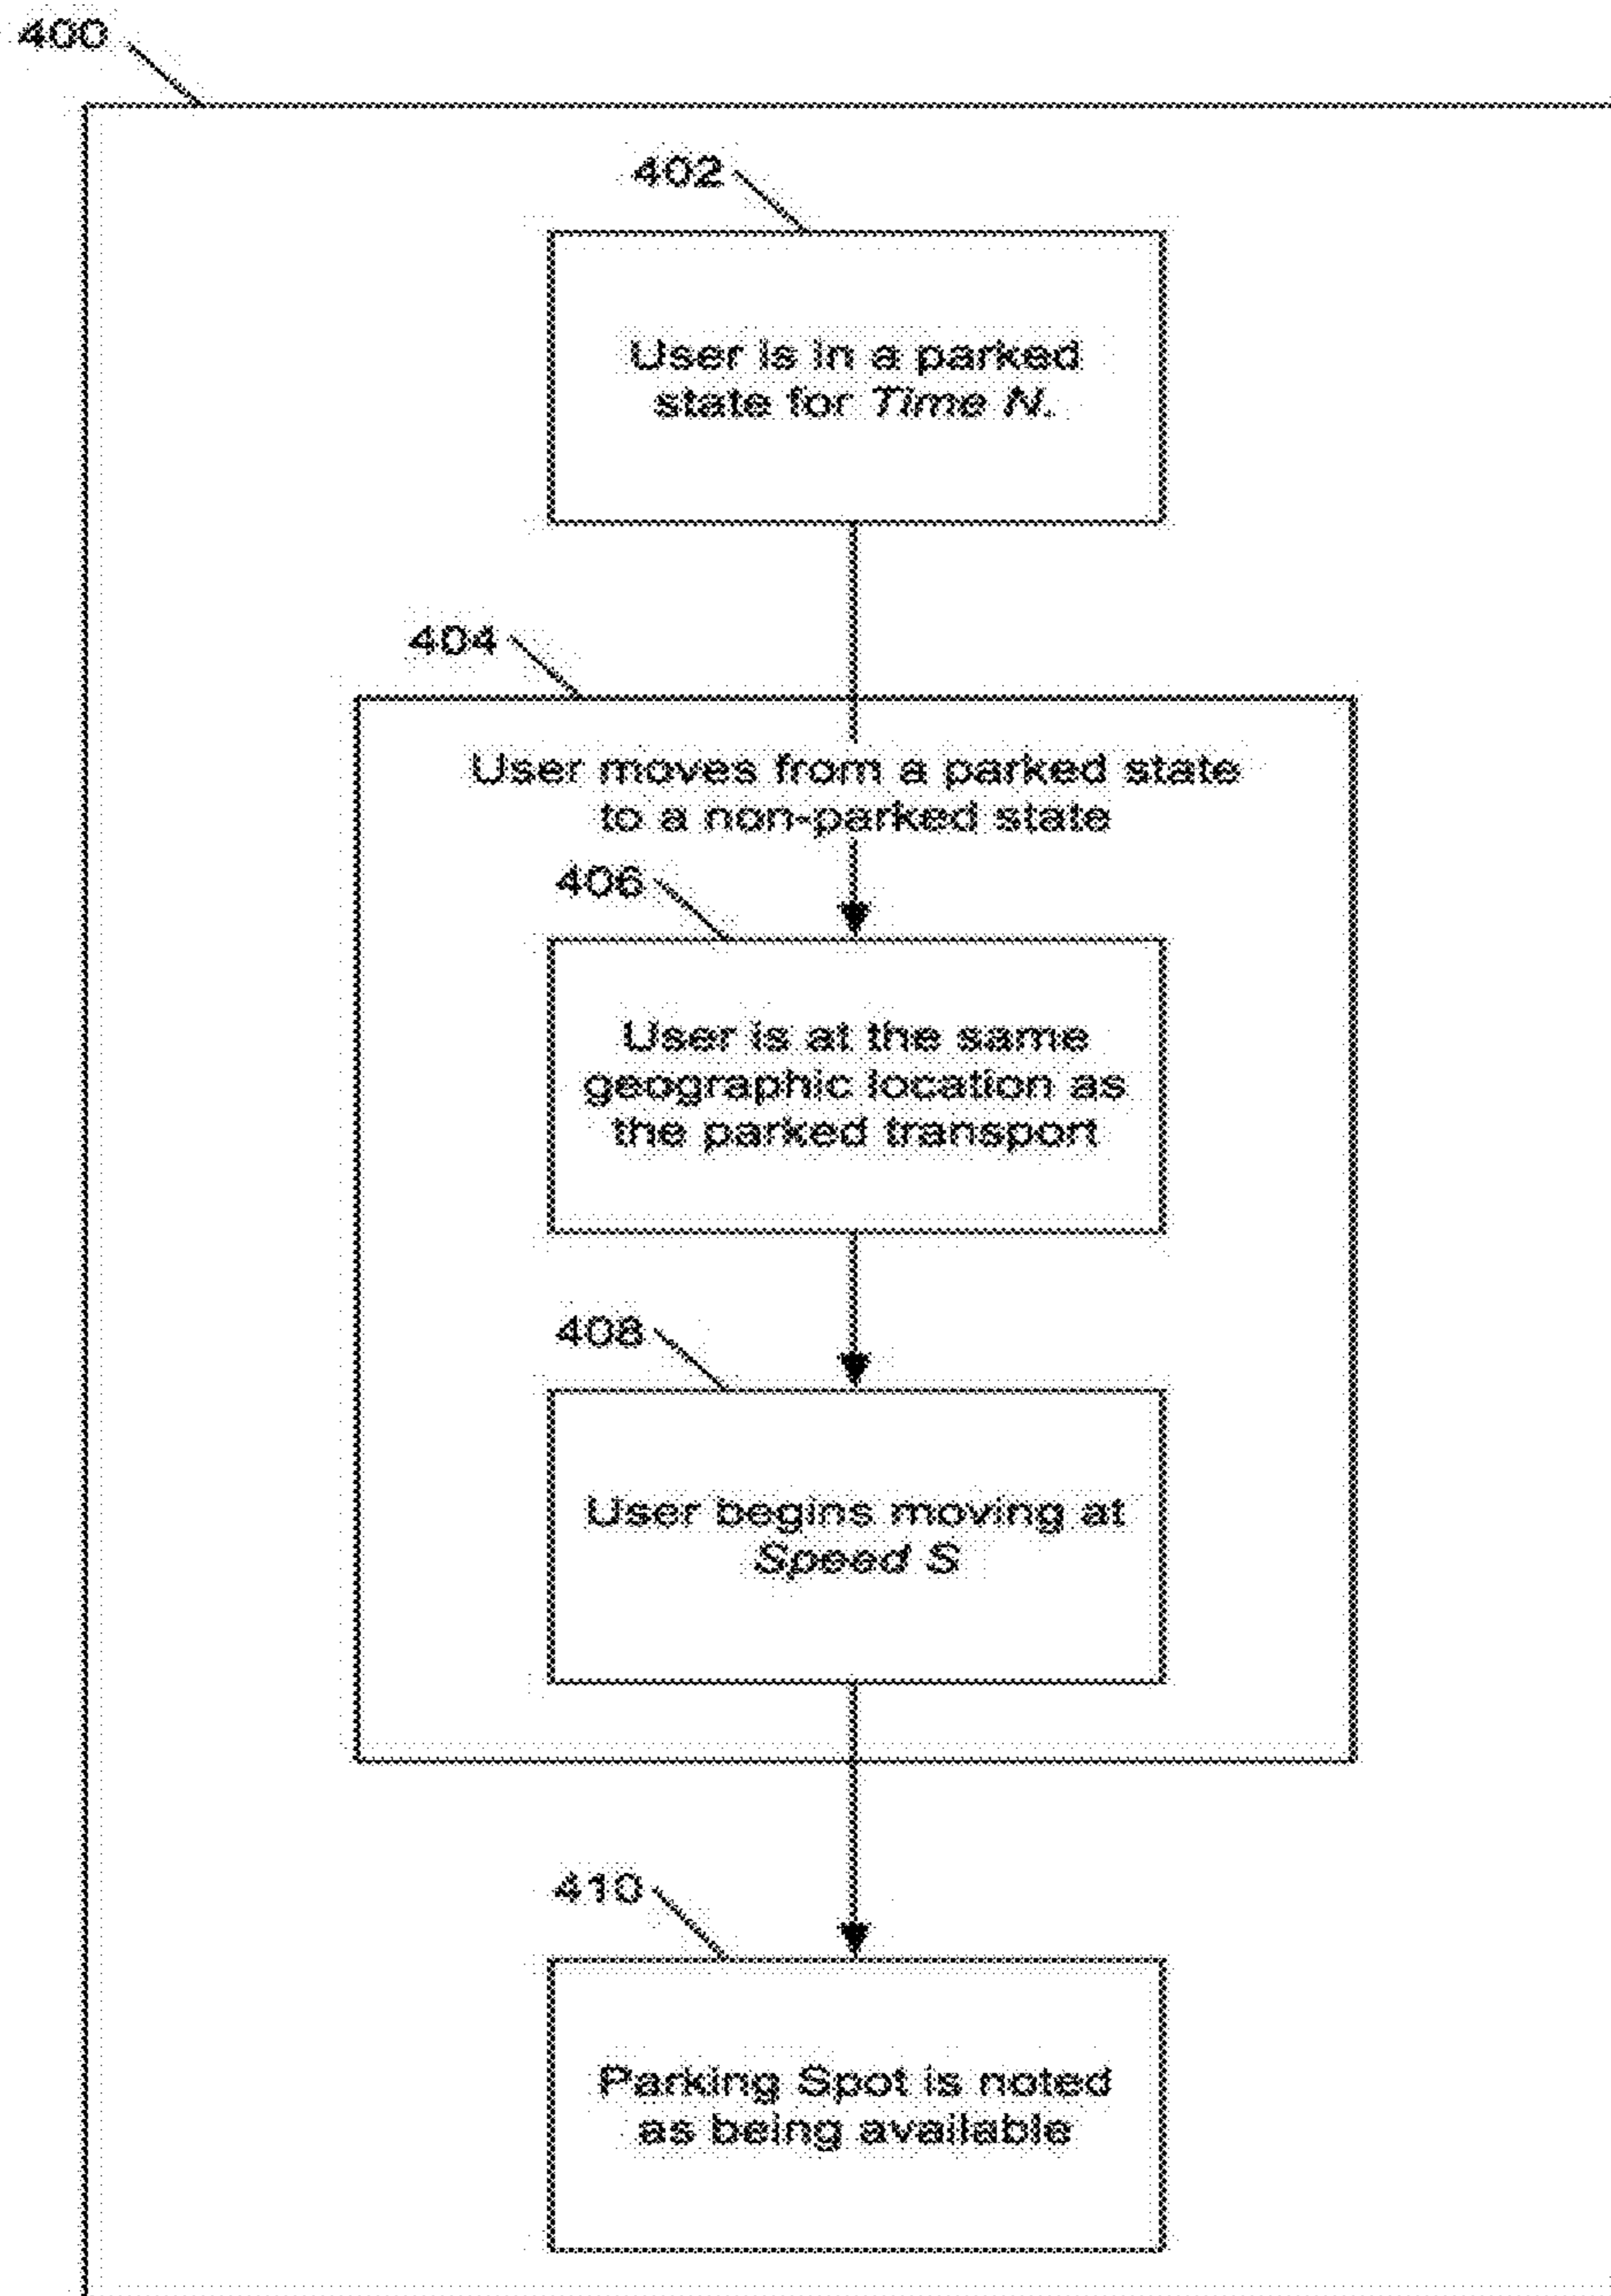 400
402
User is in a parked
state for Time N.
404
User moves from a parked state
to a non-parked state
406
User is at the same
geographic location as
the parked transport
408
User begins moving at
Speed S
410
Parking Spot is noted
as being available